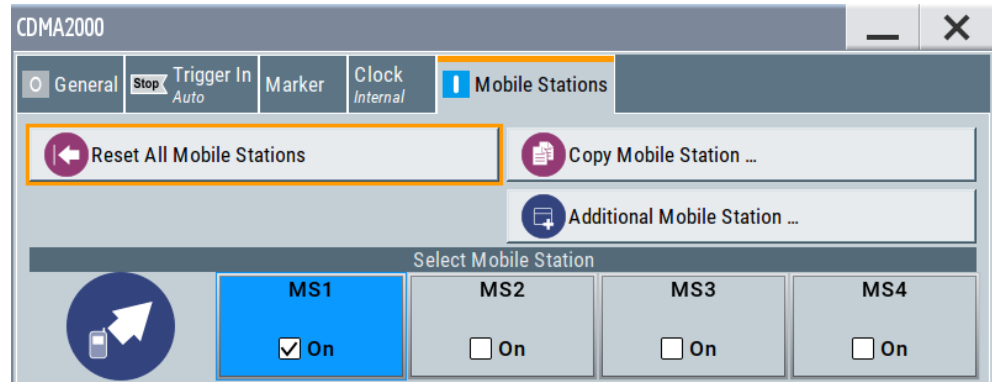 CDMA2000
O General Stop Trigger In Auto Marker Clock Internal I Mobile Stations
Reset All Mobile Stations
Copy Mobile Station ...
Additional Mobile Station ...
Select Mobile Station
MS1 MS2 MS3 MS4
On On On On